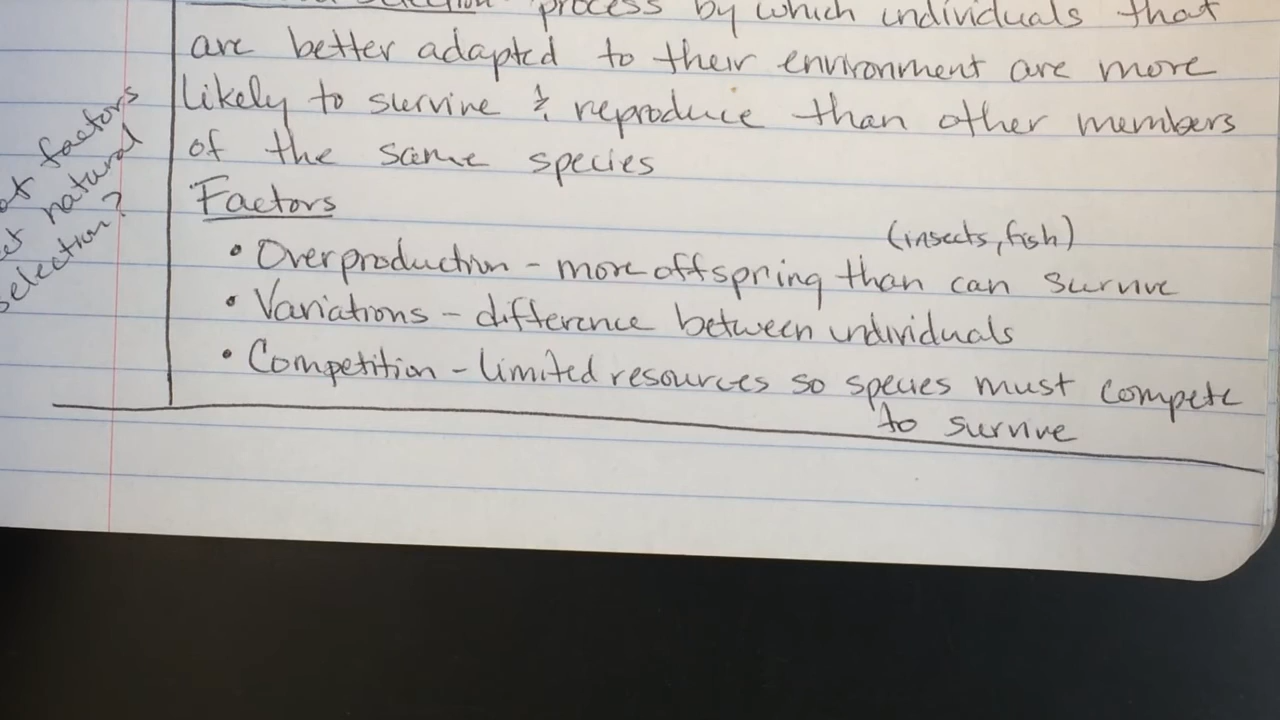 Selection process by which individuals that
are better adapted to their environment are more
likely to survive & reproduce than other members
of the same species
factors
natural
selection?
Factors
(insects, fish)
• Overproduction - more offspring than can survive
• Variations - difference between individuals
• Competition - limited resources so species must compete
to survive